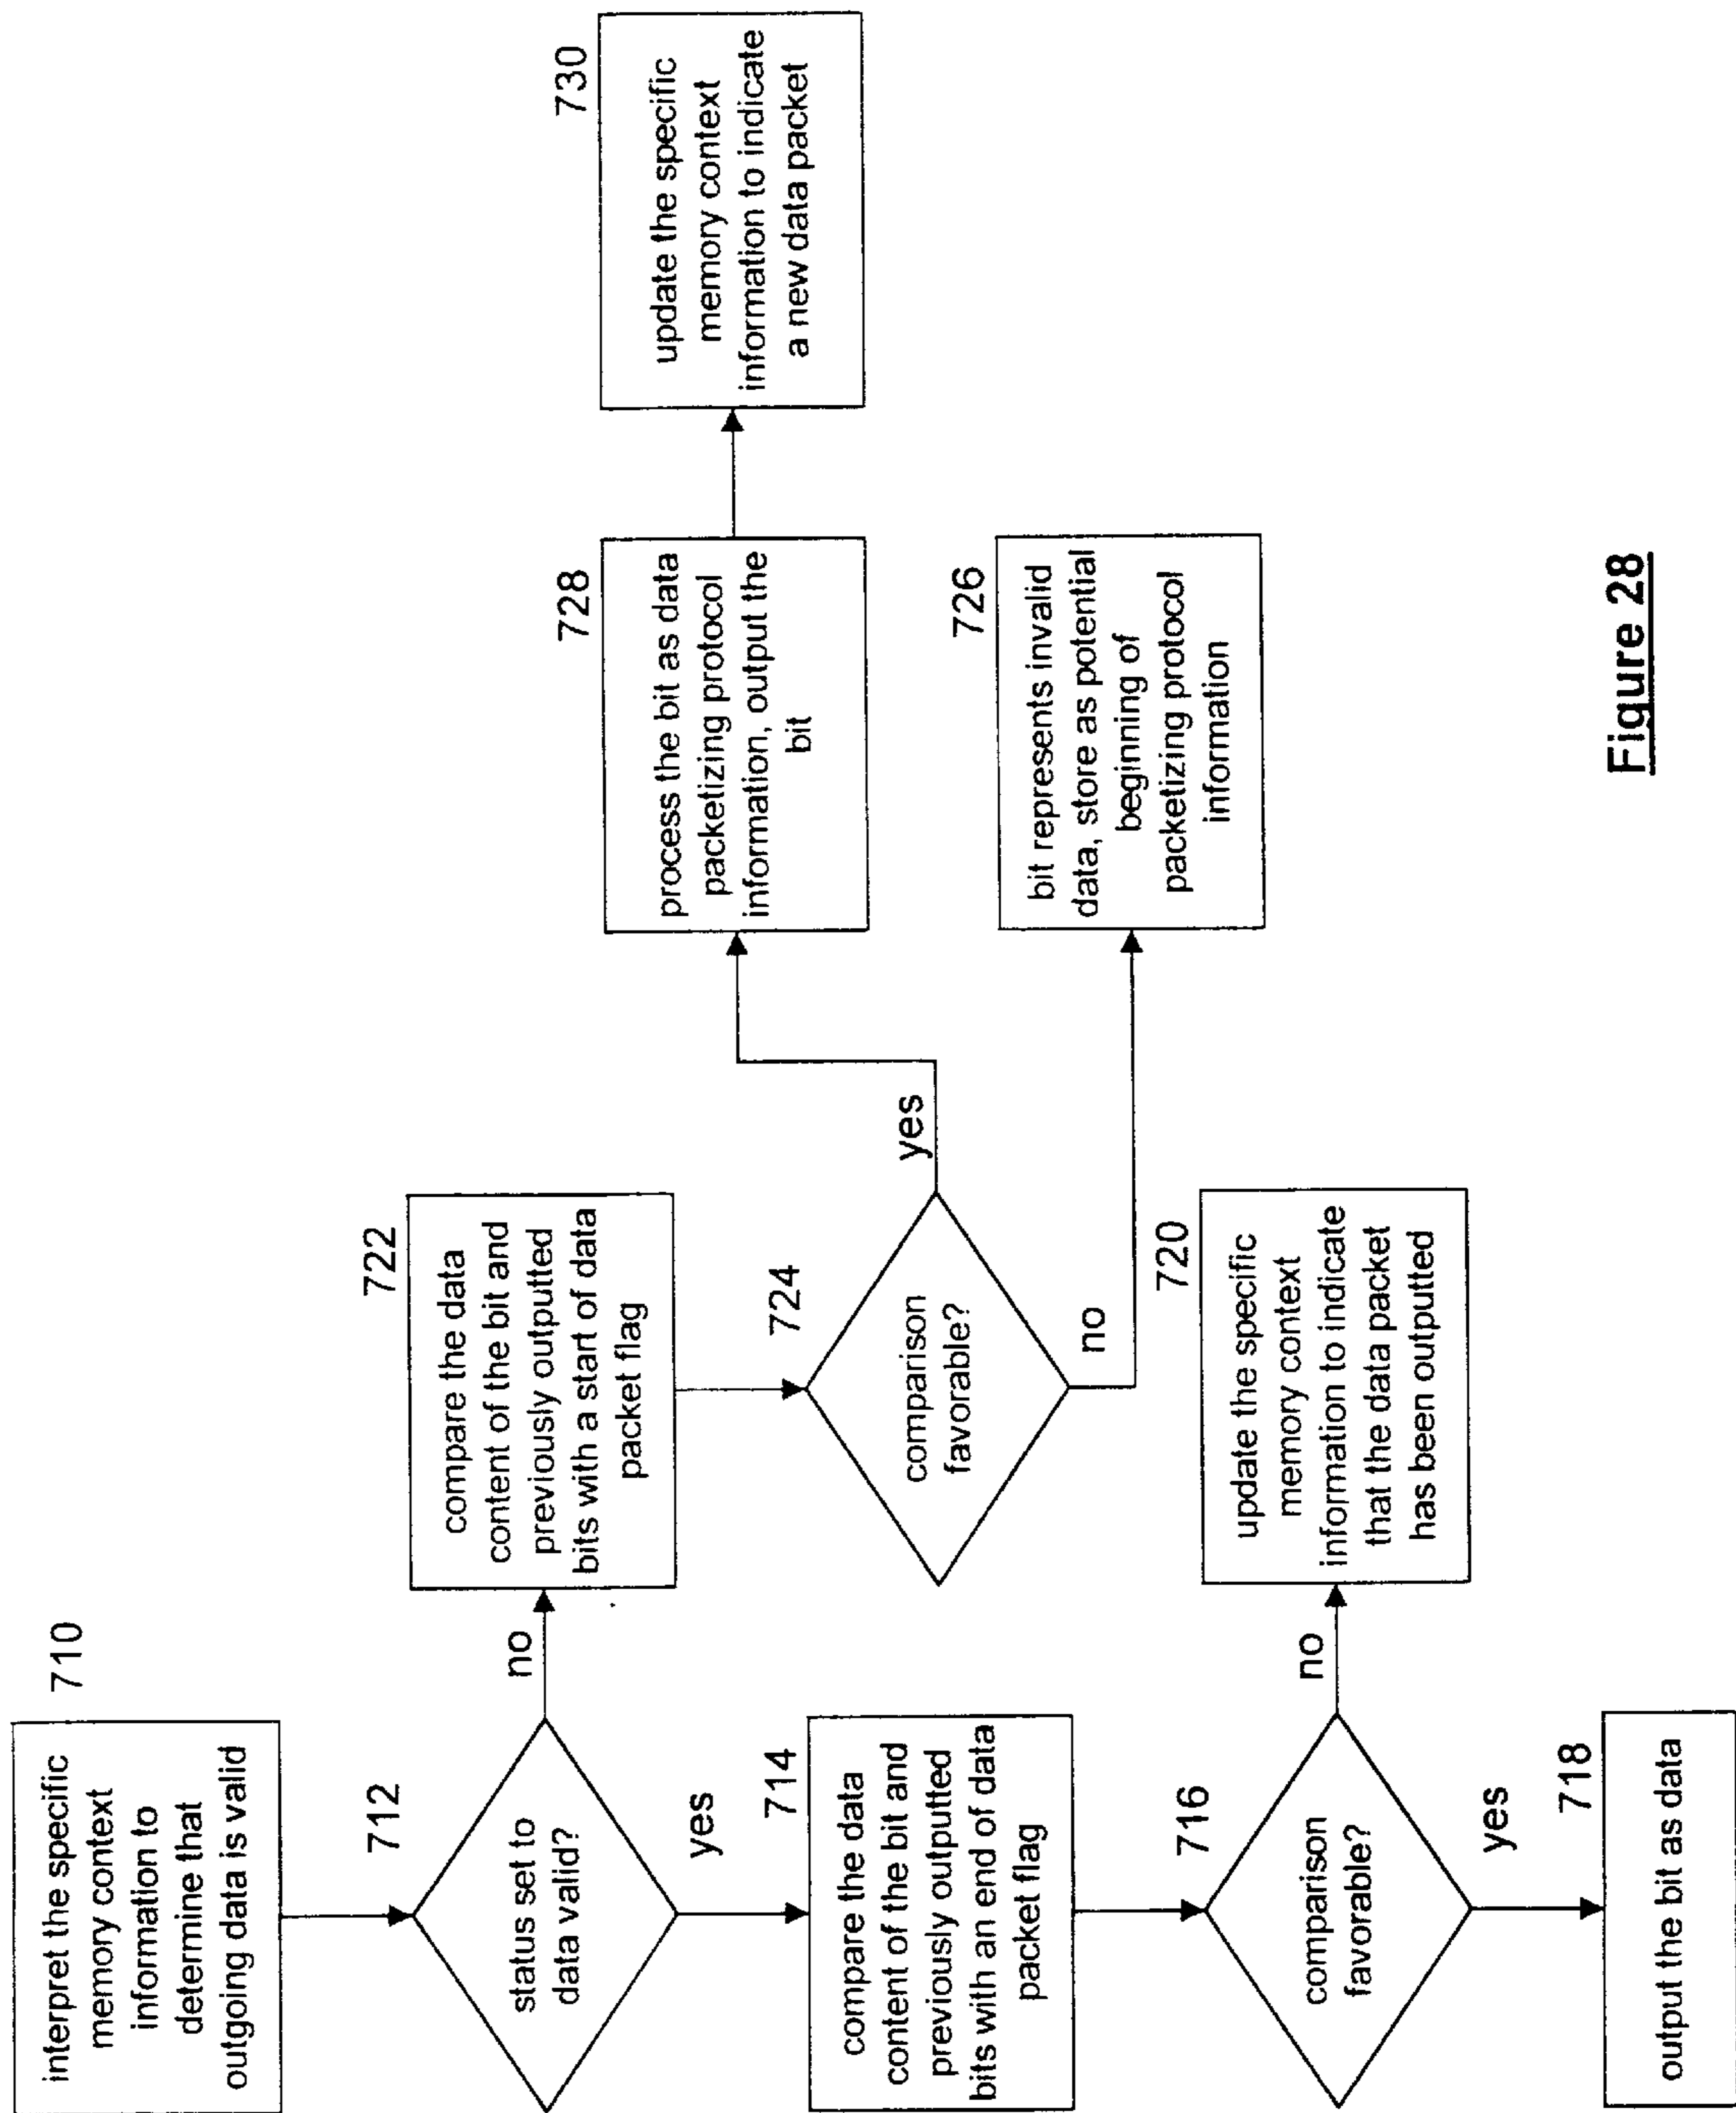 710
interpret the specific
memory context
information to
determine that
outgoing data is valid
712
status set to
data valid?
no
yes
714
compare the data
content of the bit and
previously outputted
bits with an end of data
packet flag
716
comparison
favorable?
no
yes
718
output the bit as data
720
update the specific
memory context
information to indicate
that the data packet
has been outputted
722
compare the data
content of the bit and
previously outputted
bits with a start of data
packet flag
724
comparison
favorable?
yes
no
726
bit represents invalid
data, store as potential
beginning of
packetizing protocol
information
728
process the bit as data
packetizing protocol
information, output the
bit
730
update the specific
memory context
information to indicate
a new data packet
Figure 28